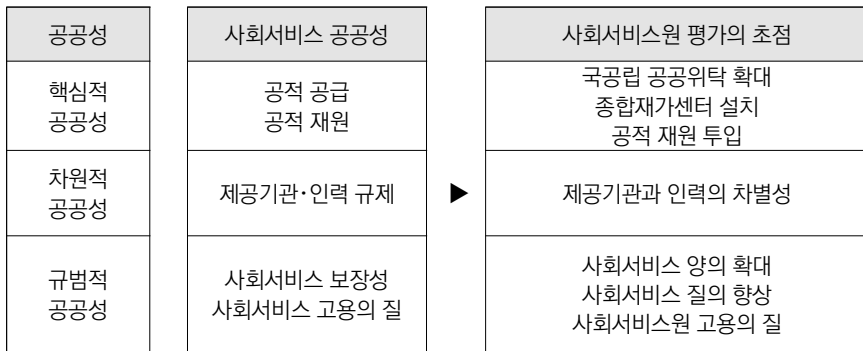 공공성
핵심적
공공성
차원적
공공성
규범적
공공성
사회서비스 공공성
공적 공급
공적 재원
제공기관·인력 규제
사회서비스 보장성
사회서비스 고용의 질
▶
사회서비스원 평가의 초점
국공립 공공위탁 확대
종합재가센터 설치
공적 재원 투입
제공기관과 인력의 차별성
사회서비스 양의 확대
사회서비스 질의 향상
사회서비스원 고용의 질